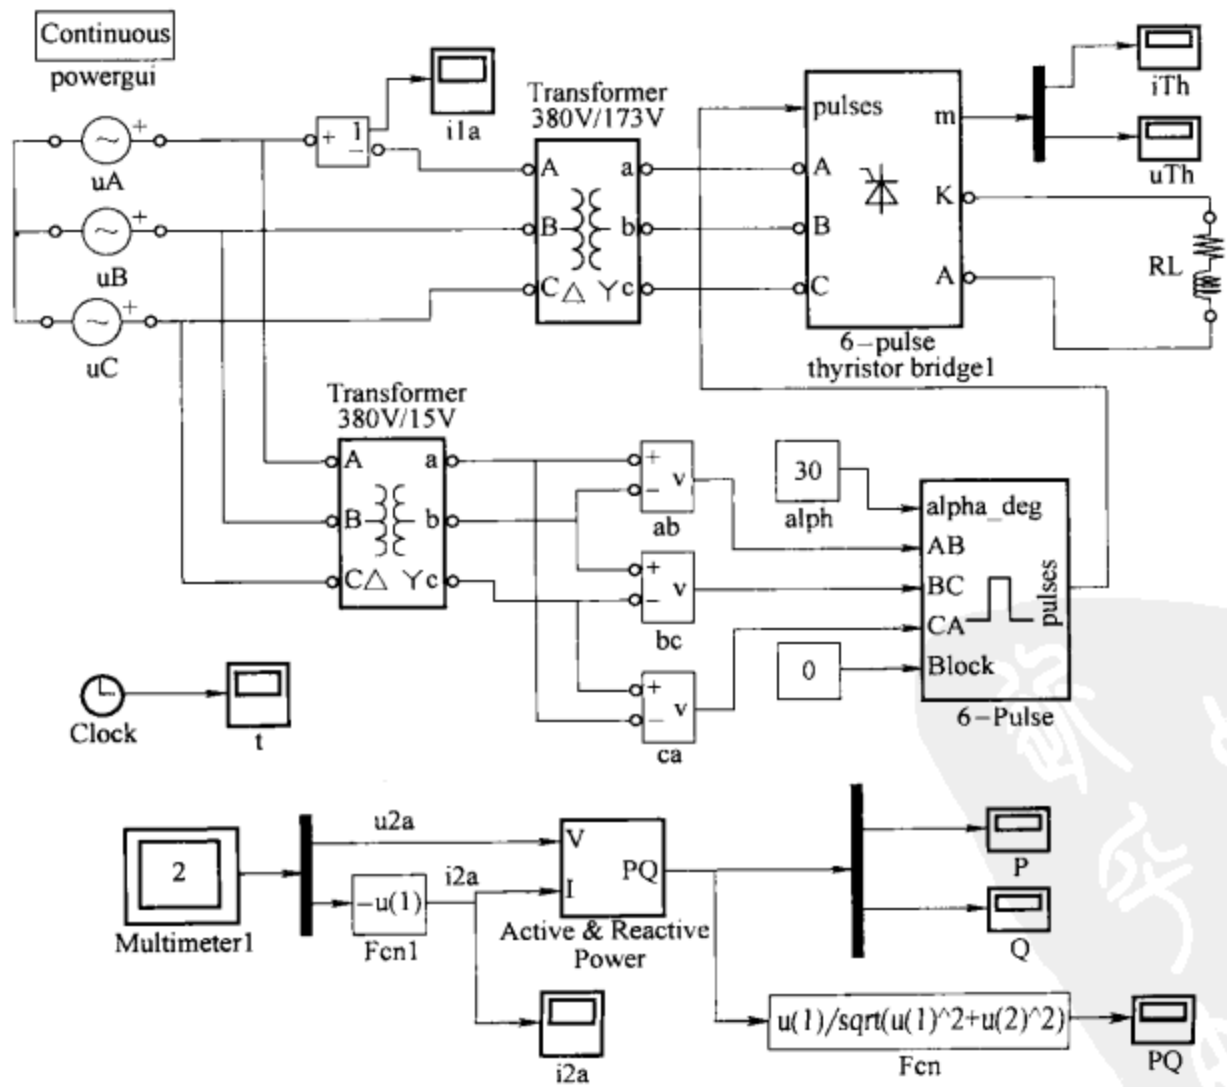 Continuous
powergui
uA
uB
uC
+
+
+
+
1
−
i1a
Transformer
380V/173V
A
B
C
△
Y
a
b
c
pulses
A
B
C
m
K
A
6−pulse
thyristor bridge1
iTh
uTh
RL
Transformer
380V/15V
A
B
C
△
Y
a
b
c
+
−
v
ab
+
−
v
bc
+
−
v
ca
30
alph
0
alpha_deg
AB
BC
CA
Block
pulses
6−Pulse
Clock
t
2
Multimeter1
u2a
−u(1)
Fcn1
i2a
V
I
PQ
Active & Reactive
Power
i2a
P
Q
u(1)/sqrt(u(1)^2+u(2)^2)
Fcn
PQ